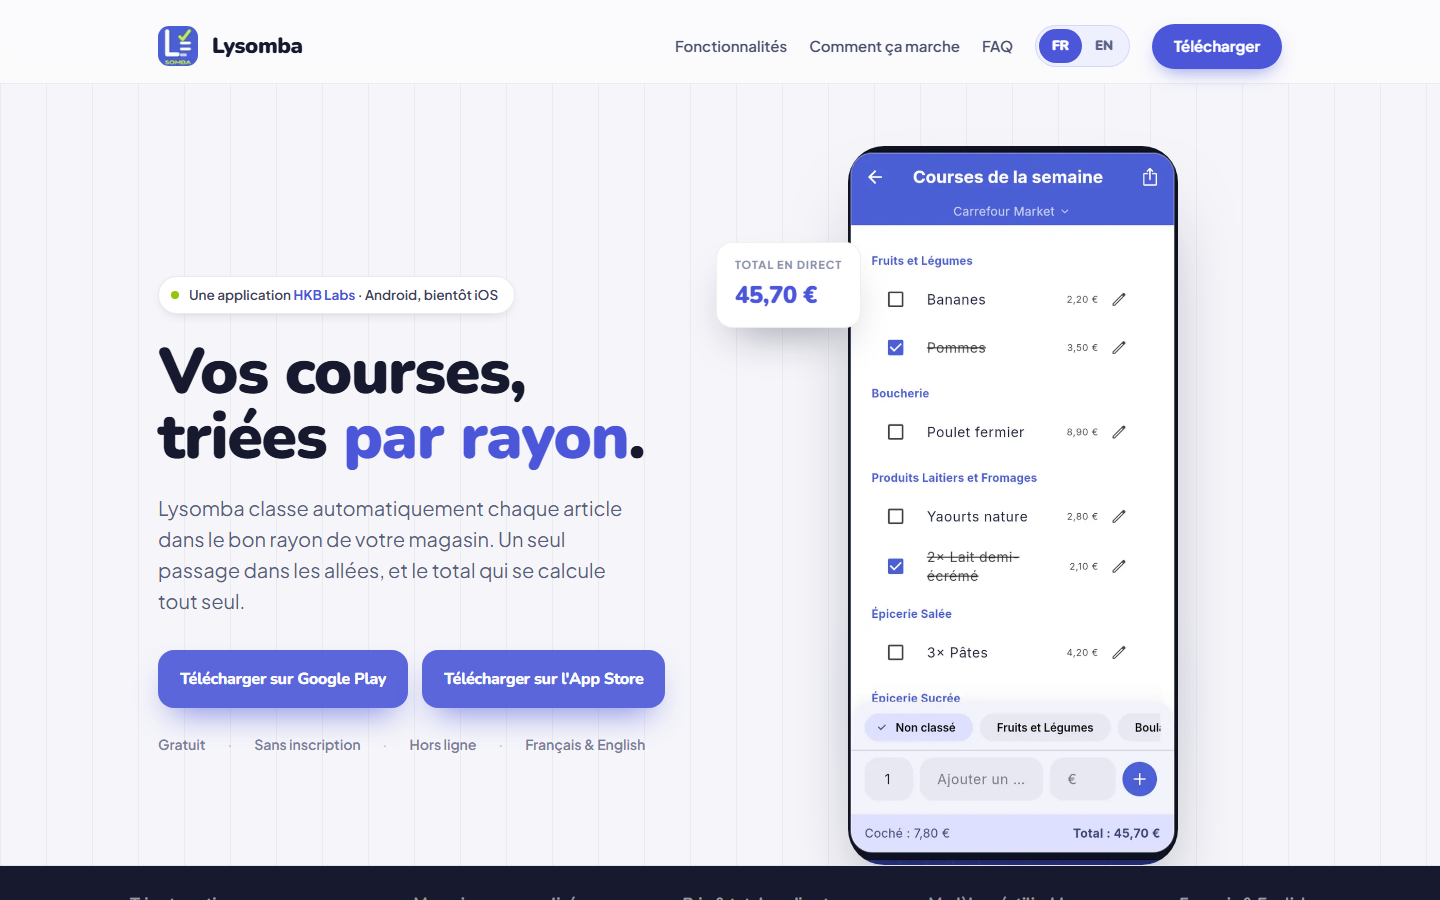 SOMBA
Lysomba
Fonctionnalités
Comment ça marche
FAQ
FR
EN
Télécharger
Une application HKB Labs · Android, bientôt iOS
Vos courses,
triées par rayon.
Lysomba classe automatiquement chaque article
dans le bon rayon de votre magasin. Un seul
passage dans les allées, et le total qui se calcule
tout seul.
Télécharger sur Google Play
Télécharger sur l'App Store
Gratuit · Sans inscription · Hors ligne · Français & English
TOTAL EN DIRECT
45,70 €
Courses de la semaine
Carrefour Market
Fruits et Légumes
Bananes 2,20 €
Pommes 3,50 €
Boucherie
Poulet fermier 8,90 €
Produits Laitiers et Fromages
Yaourts nature 2,80 €
2× Lait demi-
écrémé 2,10 €
Épicerie Salée
3× Pâtes 4,20 €
Épicerie Sucrée
Non classé
Fruits et Légumes
Boula
1
Ajouter un ...
€
Coché : 7,80 €
Total : 45,70 €